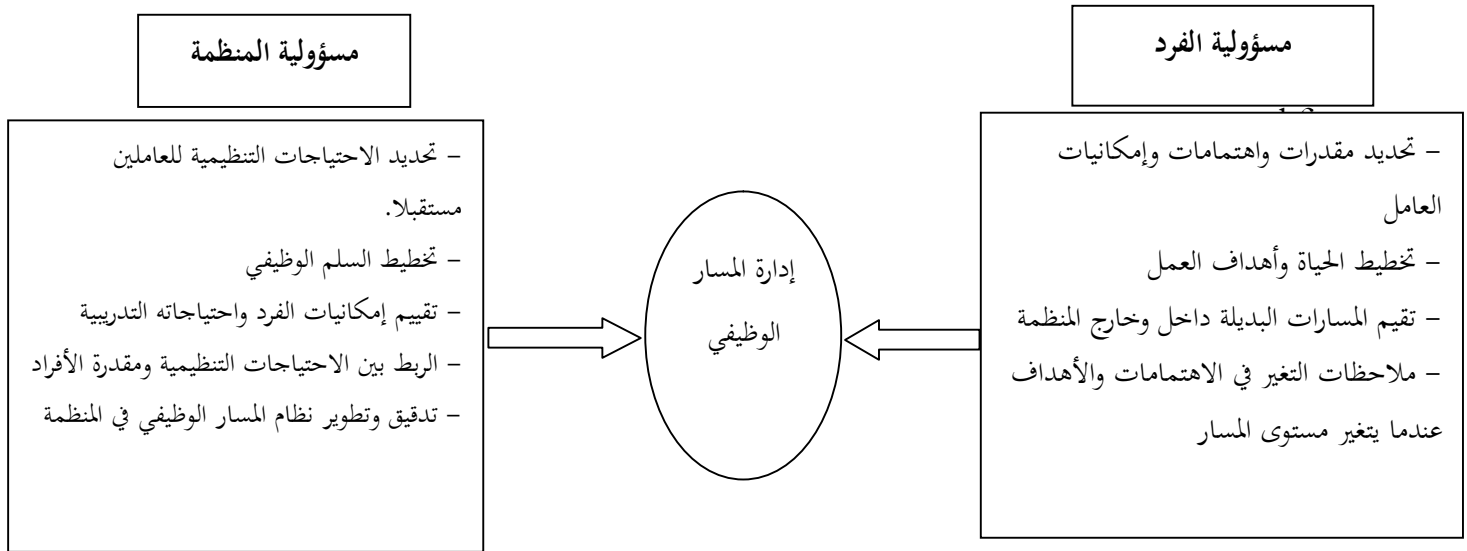 مسؤولية الفرد
– تحديد مقدرات واهتمامات وإمكانيات
العامل
– تخطيط الحياة وأهداف العمل
– تقيم المسارات البديلة داخل وخارج المنظمة
– ملاحظات التغير في الاهتمامات والأهداف
عندما يتغير مستوى المسار
إدارة المسار
الوظيفي
مسؤولية المنظمة
– تحديد الاحتياجات التنظيمية للعاملين
مستقبلا.
– تخطيط السلم الوظيفي
– تقييم إمكانيات الفرد واحتياجاته التدريبية
– الربط بين الاحتياجات التنظيمية ومقدرة الأفراد
– تدقيق وتطوير نظام المسار الوظيفي في المنظمة